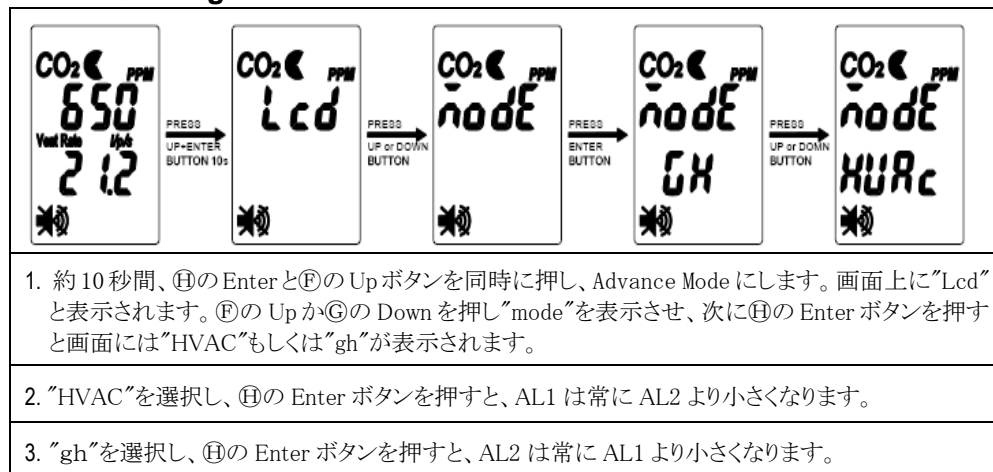 CO2 PPM
650
Vent Rate l/p/s
21.2
PRESS
UP+ENTER
BUTTON 10s
CO2 PPM
Lcd
PRESS
UP or DOWN
BUTTON
CO2 PPM
modE
PRESS
ENTER
BUTTON
CO2 PPM
modE
GH
PRESS
UP or DOWN
BUTTON
CO2 PPM
modE
HVAc
1. 約10秒間、ⒽのEnterとⒻのUpボタンを同時に押し、Advance Modeにします。画面上に"Lcd"
と表示されます。ⒻのUpかⒼのDownを押し"mode"を表示させ、次にⒽのEnterボタンを押す
と画面には"HVAC"もしくは"gh"が表示されます。
2. "HVAC"を選択し、ⒽのEnterボタンを押すと、AL1は常にAL2より小さくなります。
3. "gh"を選択し、ⒽのEnterボタンを押すと、AL2は常にAL1より小さくなります。